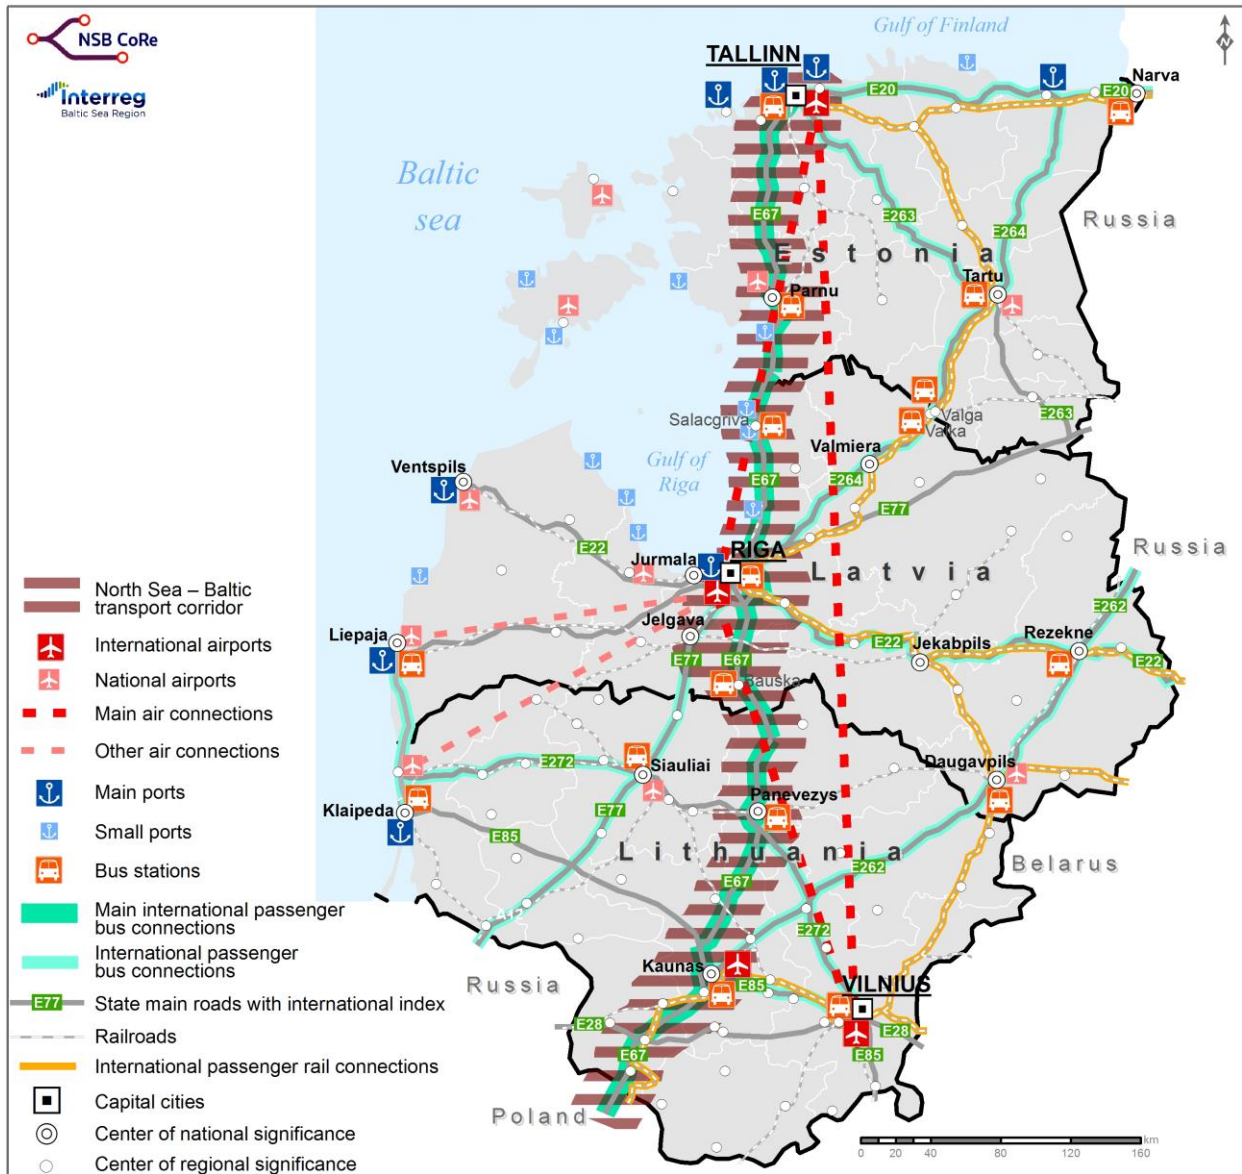 NSB CoRe
Interreg
Baltic Sea Region
Gulf of Finland
N
TALLINN
Narva
E20
E20
Baltic
sea
Russia
E67
E263
E264
Estonia
Tartu
Parnu
Salacgriva
Valga
Valka
E263
Valmiera
Ventspils
Gulf of
Riga
E67
E264
E77
E22
Jurmala
RIGA
Latvia
Russia
E262
Liepaja
Jelgava
E77
E67
E22
Jekabpils
Rezekne
E22
Bauska
E272
Siauliai
Daugavpils
Klaipeda
E77
E85
Panevezys
Lithuania
E262
Belarus
E67
A12
E272
Russia
Kaunas
E85
VILNIUS
E28
E28
E67
E85
Poland
North Sea – Baltic
transport corridor
International airports
National airports
Main air connections
Other air connections
Main ports
Small ports
Bus stations
Main international passenger
bus connections
International passenger
bus connections
E77
State main roads with international index
Railroads
International passenger rail connections
Capital cities
Center of national significance
Center of regional significance
0 20 40 80 120 160
km